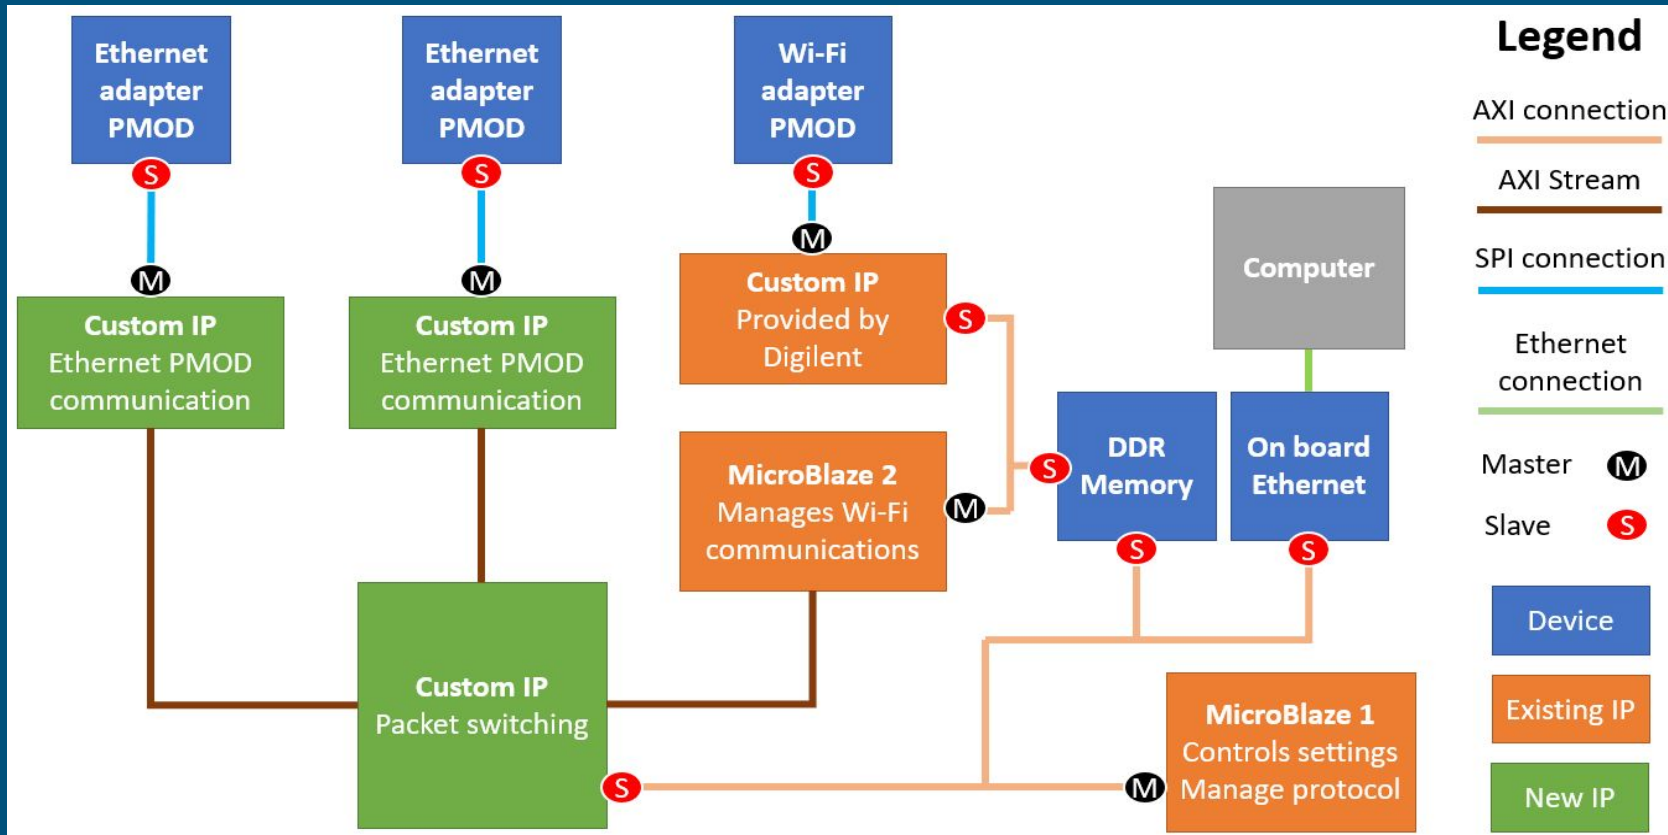 Ethernet
adapter
PMOD
S
M
Custom IP
Ethernet PMOD
communication
Ethernet
adapter
PMOD
S
M
Custom IP
Ethernet PMOD
communication
Wi-Fi
adapter
PMOD
S
M
Custom IP
Provided by
Digilent
S
MicroBlaze 2
Manages Wi-Fi
communications
M
Computer
S
DDR
Memory
S
On board
Ethernet
S
Custom IP
Packet switching
S
M
MicroBlaze 1
Controls settings
Manage protocol
Legend
AXI connection
AXI Stream
SPI connection
Ethernet
connection
Master M
Slave S
Device
Existing IP
New IP